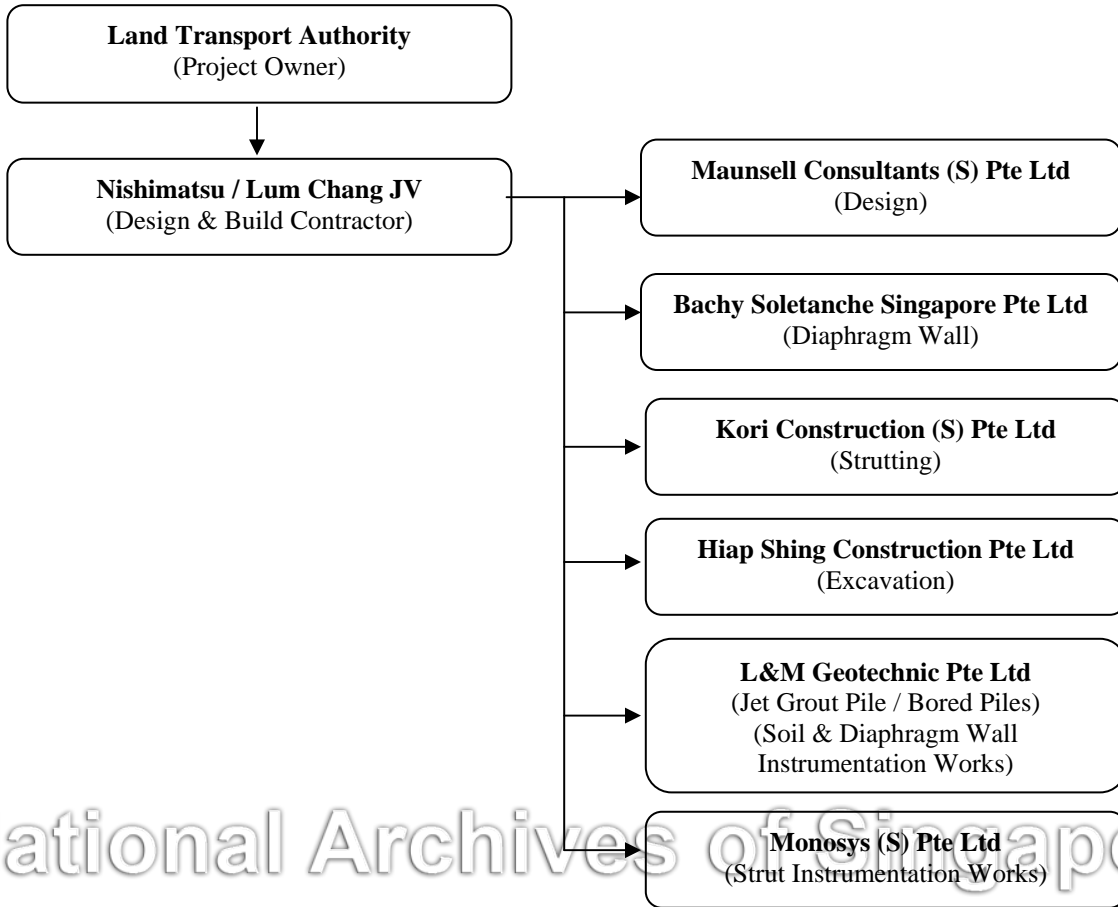 Land Transport Authority
(Project Owner)
Nishimatsu / Lum Chang JV
(Design & Build Contractor)
Maunsell Consultants (S) Pte Ltd
(Design)
Bachy Soletanche Singapore Pte Ltd
(Diaphragm Wall)
Kori Construction (S) Pte Ltd
(Strutting)
Hiap Shing Construction Pte Ltd
(Excavation)
L&M Geotechnic Pte Ltd
(Jet Grout Pile / Bored Piles)
(Soil & Diaphragm Wall
Instrumentation Works)
Monosys (S) Pte Ltd
(Strut Instrumentation Works)
ational Archives of Singapo